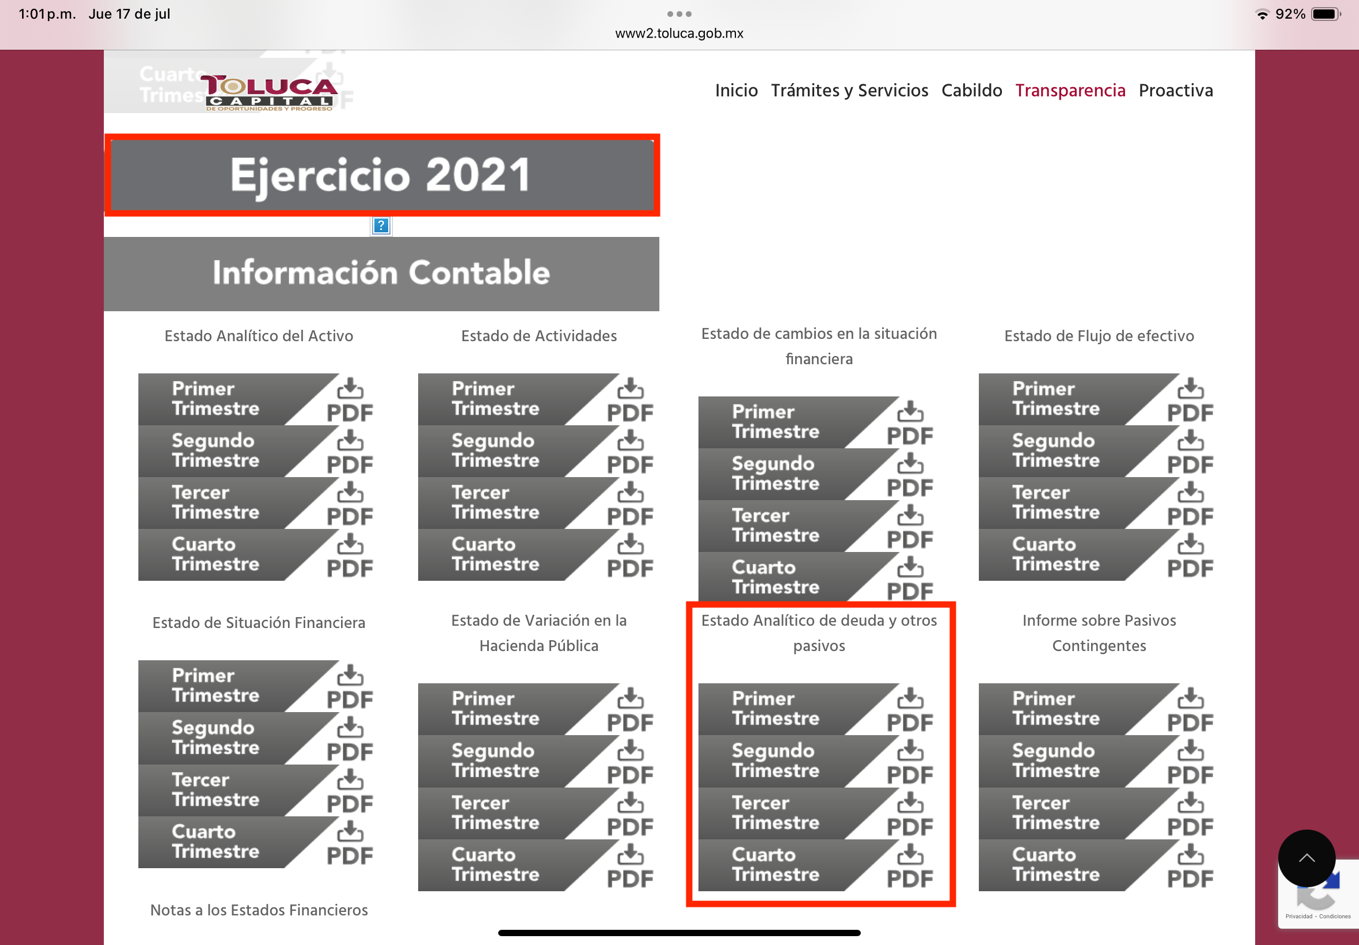 1:01 p.m. Jue 17 de jul
92%
www2.toluca.gob.mx
Cuarto
Trimes
TOLUCA
CAPITAL
DE OPORTUNIDADES Y PROGRESO
Inicio Trámites y Servicios Cabildo Transparencia Proactiva
Ejercicio 2021
?
Información Contable
Estado Analítico del Activo
Primer
Trimestre
PDF
Segundo
Trimestre
PDF
Tercer
Trimestre
PDF
Cuarto
Trimestre
PDF
Estado de Actividades
Primer
Trimestre
PDF
Segundo
Trimestre
PDF
Tercer
Trimestre
PDF
Cuarto
Trimestre
PDF
Estado de cambios en la situación
financiera
Primer
Trimestre
PDF
Segundo
Trimestre
PDF
Tercer
Trimestre
PDF
Cuarto
Trimestre
PDF
Estado de Flujo de efectivo
Primer
Trimestre
PDF
Segundo
Trimestre
PDF
Tercer
Trimestre
PDF
Cuarto
Trimestre
PDF
Estado de Situación Financiera
Primer
Trimestre
PDF
Segundo
Trimestre
PDF
Tercer
Trimestre
PDF
Cuarto
Trimestre
PDF
Estado de Variación en la
Hacienda Pública
Primer
Trimestre
PDF
Segundo
Trimestre
PDF
Tercer
Trimestre
PDF
Cuarto
Trimestre
PDF
Estado Analítico de deuda y otros
pasivos
Primer
Trimestre
PDF
Segundo
Trimestre
PDF
Tercer
Trimestre
PDF
Cuarto
Trimestre
PDF
Informe sobre Pasivos
Contingentes
Primer
Trimestre
PDF
Segundo
Trimestre
PDF
Tercer
Trimestre
PDF
Cuarto
Trimestre
PDF
Notas a los Estados Financieros
Privacidad - Condiciones